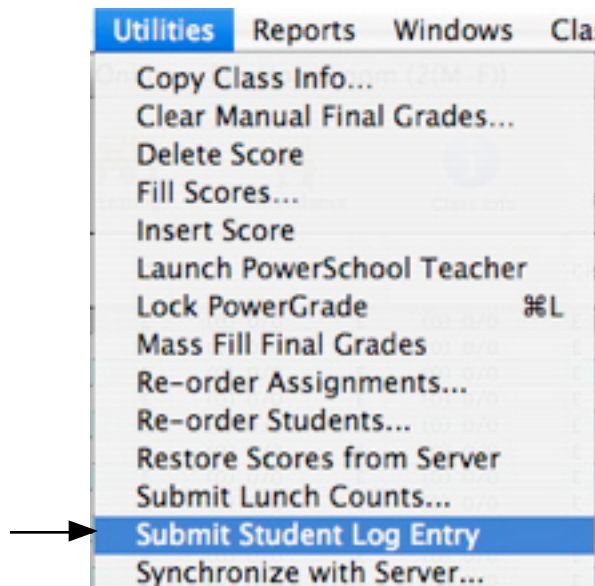 Utilities Reports Windows Cla
Copy Class Info...
Clear Manual Final Grades...
Delete Score
Fill Scores...
Insert Score
Launch PowerSchool Teacher
Lock PowerGrade ⌘L
Mass Fill Final Grades
Re-order Assignments...
Re-order Students...
Restore Scores from Server
Submit Lunch Counts...
Submit Student Log Entry
Synchronize with Server...